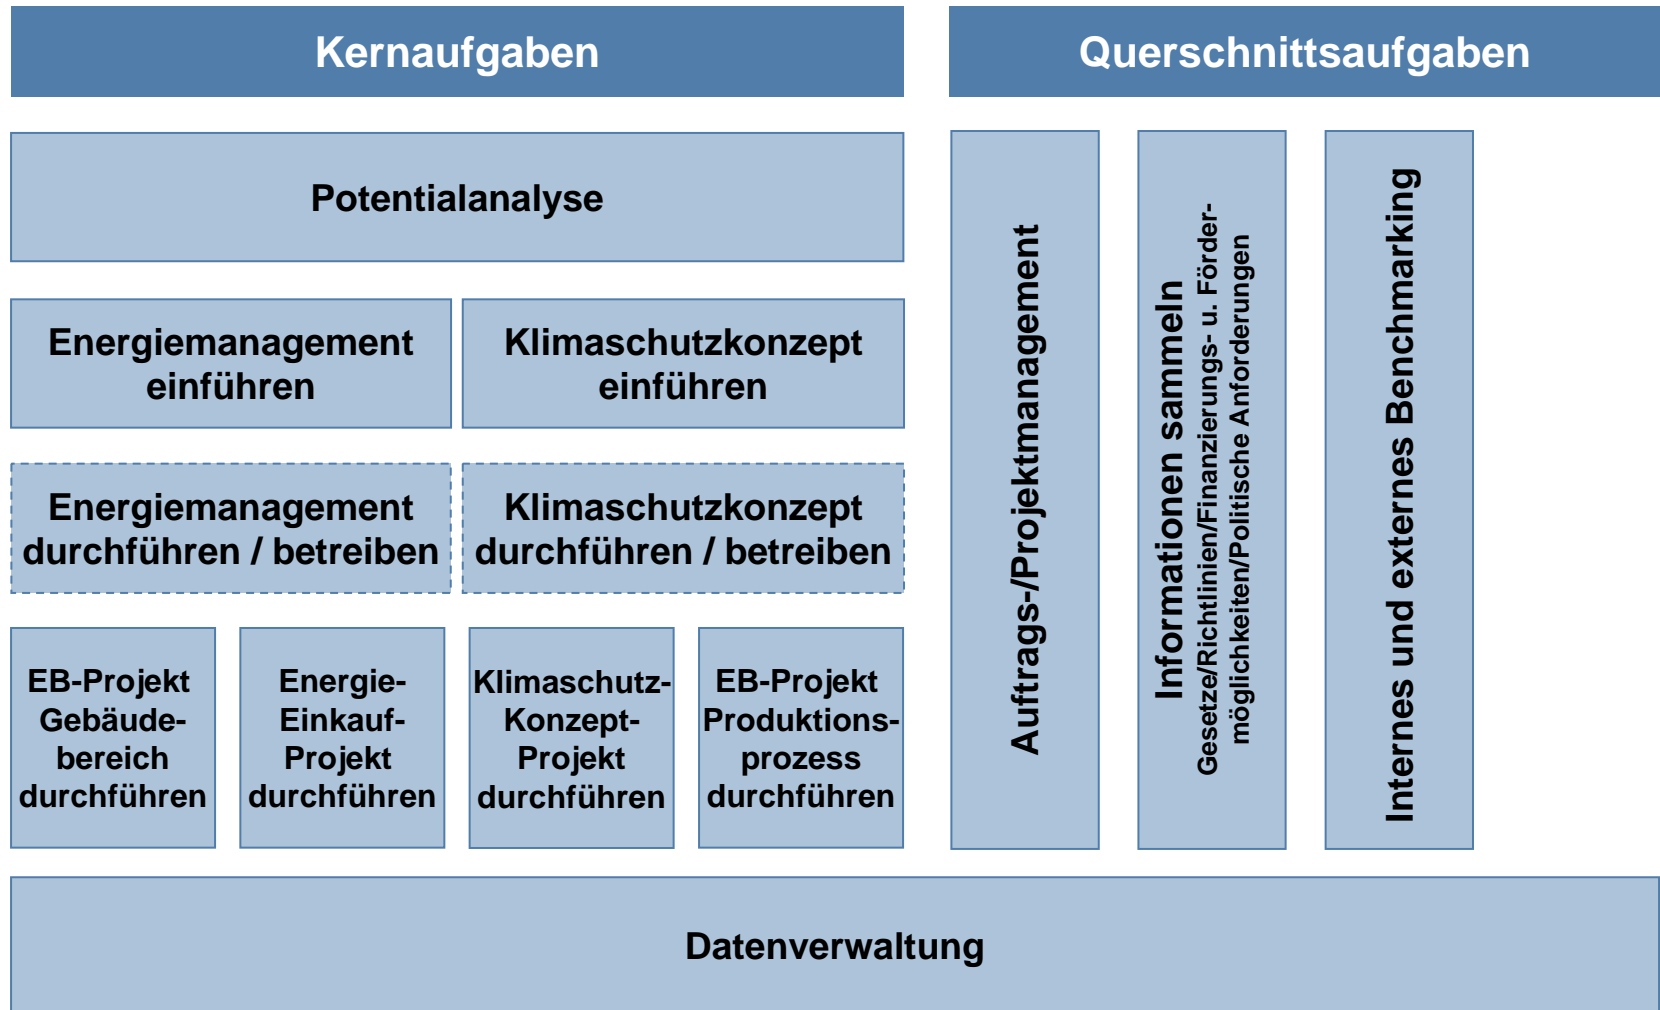 Kernaufgaben
Querschnittsaufgaben
Potentialanalyse
Energiemanagement
einführen
Klimaschutzkonzept
einführen
Energiemanagement
durchführen / betreiben
Klimaschutzkonzept
durchführen / betreiben
EB-Projekt
Gebäude-
bereich
durchführen
Energie-
Einkauf-
Projekt
durchführen
Klimaschutz-
Konzept-
Projekt
durchführen
EB-Projekt
Produktions-
prozess
durchführen
Auftrags-/Projektmanagement
Informationen sammeln
Gesetze/Richtlinien/Finanzierungs- u. Förder-
möglichkeiten/Politische Anforderungen
Internes und externes Benchmarking
Datenverwaltung